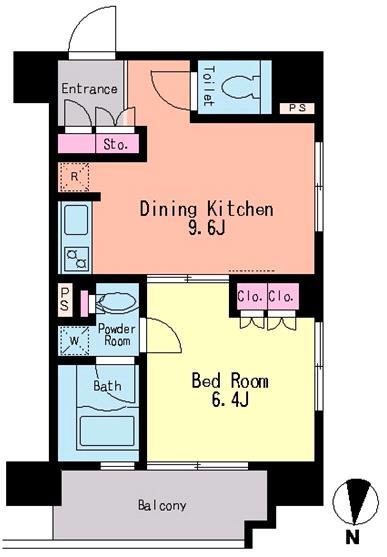 Entrance
Toilet
PS
Sto.
R
Dining Kitchen
9.6J
PS
Clo.
Clo.
W
Powder
Room
Bath
Bed Room
6.4J
Balcony
N